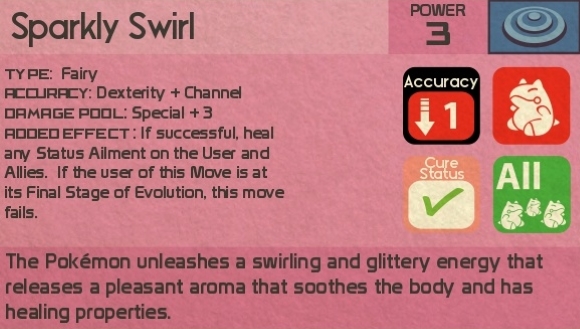 Sparkly Swirl
POWER
3
TYPE: Fairy
ACCURACY: Dexterity + Channel
DAMAGE POOL: Special + 3
ADDED EFFECT: If successful, heal
any Status Ailment on the User and
Allies. If the user of this Move is at
its Final Stage of Evolution, this move
fails.
Accuracy
1
Cure
Status
All
The Pokémon unleashes a swirling and glittery energy that
releases a pleasant aroma that soothes the body and has
healing properties.